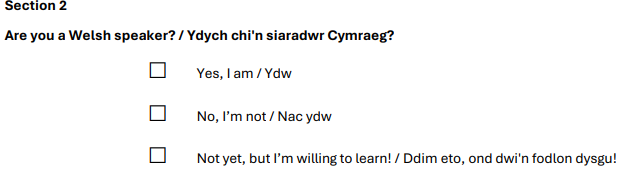 Section 2
Are you a Welsh speaker? / Ydych chi'n siaradwr Cymraeg?
Yes, I am / Ydw
No, I’m not / Nac ydw
Not yet, but I’m willing to learn! / Ddim eto, ond dwi'n fodlon dysgu!